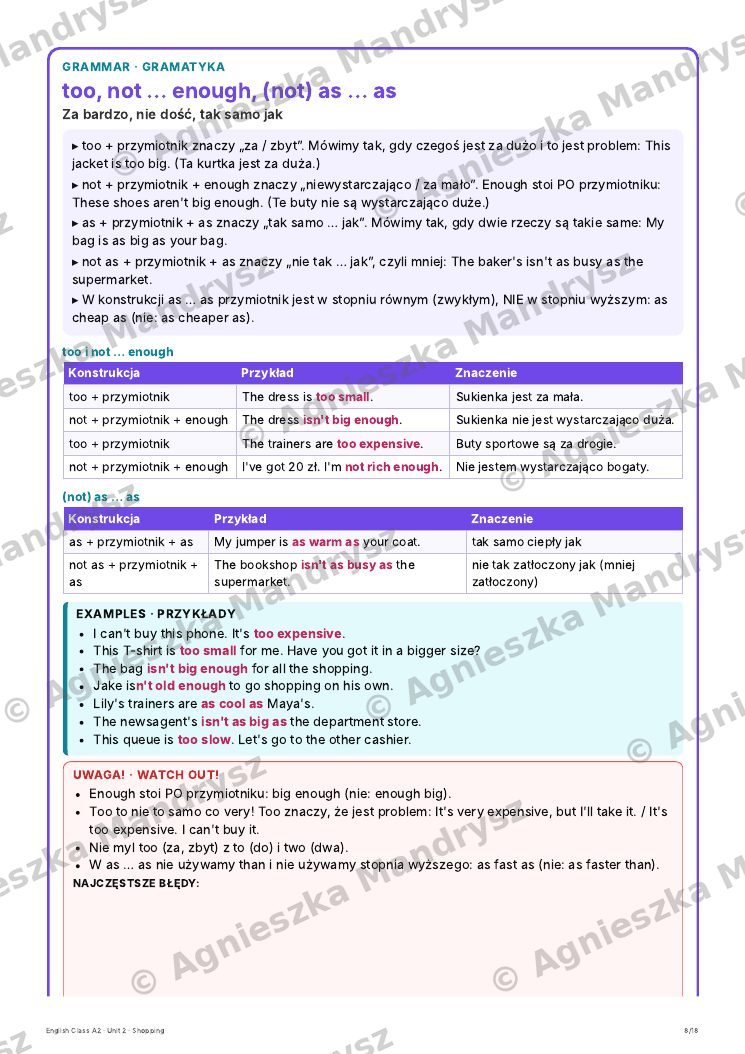 GRAMMAR · GRAMATYKA
too, not … enough, (not) as … as
Za bardzo, nie dość, tak samo jak
▸ too + przymiotnik znaczy „za / zbyt”. Mówimy tak, gdy czegoś jest za dużo i to jest problem: This
jacket is too big. (Ta kurtka jest za duża.)
▸ not + przymiotnik + enough znaczy „niewystarczająco / za mało”. Enough stoi PO przymiotniku:
These shoes aren't big enough. (Te buty nie są wystarczająco duże.)
▸ as + przymiotnik + as znaczy „tak samo … jak”. Mówimy tak, gdy dwie rzeczy są takie same: My
bag is as big as your bag.
▸ not as + przymiotnik + as znaczy „nie tak … jak”, czyli mniej: The baker's isn't as busy as the
supermarket.
▸ W konstrukcji as … as przymiotnik jest w stopniu równym (zwykłym), NIE w stopniu wyższym: as
cheap as (nie: as cheaper as).
too i not … enough
Konstrukcja Przykład Znaczenie
too + przymiotnik The dress is too small. Sukienka jest za mała.
not + przymiotnik + enough The dress isn't big enough. Sukienka nie jest wystarczająco duża.
too + przymiotnik The trainers are too expensive. Buty sportowe są za drogie.
not + przymiotnik + enough I've got 20 zł. I'm not rich enough. Nie jestem wystarczająco bogaty.
(not) as … as
Konstrukcja Przykład Znaczenie
as + przymiotnik + as My jumper is as warm as your coat. tak samo ciepły jak
not as + przymiotnik + The bookshop isn't as busy as the nie tak zatłoczony jak (mniej
as supermarket. zatłoczony)
EXAMPLES · PRZYKŁADY
• I can't buy this phone. It's too expensive.
• This T-shirt is too small for me. Have you got it in a bigger size?
• The bag isn't big enough for all the shopping.
• Jake isn't old enough to go shopping on his own.
• Lily's trainers are as cool as Maya's.
• The newsagent's isn't as big as the department store.
• This queue is too slow. Let's go to the other cashier.
UWAGA! · WATCH OUT!
• Enough stoi PO przymiotniku: big enough (nie: enough big).
• Too to nie to samo co very! Too znaczy, że jest problem: It's very expensive, but I'll take it. / It's
too expensive. I can't buy it.
• Nie myl too (za, zbyt) z to (do) i two (dwa).
• W as … as nie używamy than i nie używamy stopnia wyższego: as fast as (nie: as faster than).
NAJCZĘSTSZE BŁĘDY:
© Agnieszka Mandrysz
English Class A2 · Unit 2 · Shopping 8/18